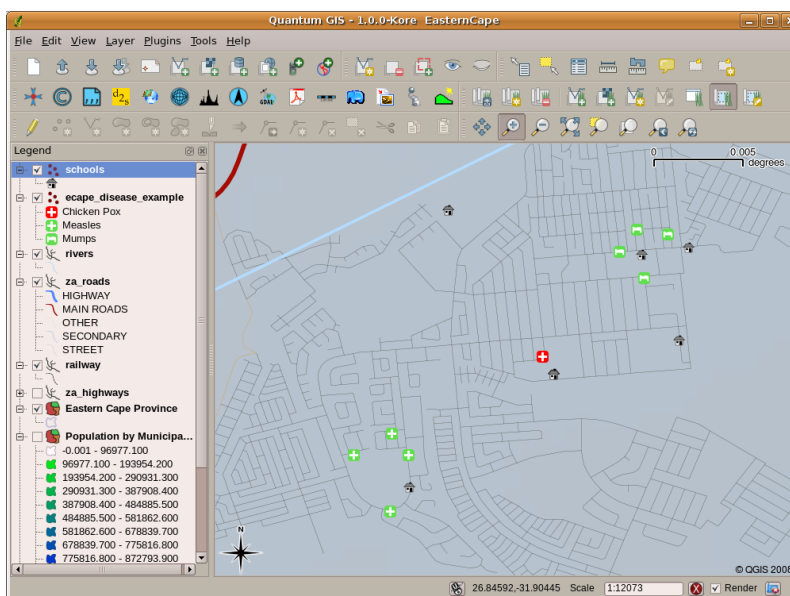 Quantum GIS - 1.0.0-Kore EasternCape
File Edit View Layer Plugins Tools Help
Legend
schools
ecape_disease_example
Chicken Pox
Measles
Mumps
rivers
za_roads
HIGHWAY
MAIN ROADS
OTHER
SECONDARY
STREET
railway
za_highways
Eastern Cape Province
Population by Municipa...
-0.001 - 96977.100
96977.100 - 193954.200
193954.200 - 290931.300
290931.300 - 387908.400
387908.400 - 484885.500
484885.500 - 581862.600
581862.600 - 678839.700
678839.700 - 775816.800
775816.800 - 872793.900
0 0.005
degrees
N
© QGIS 2008
26.84592,-31.90445 Scale 1:12073 Render